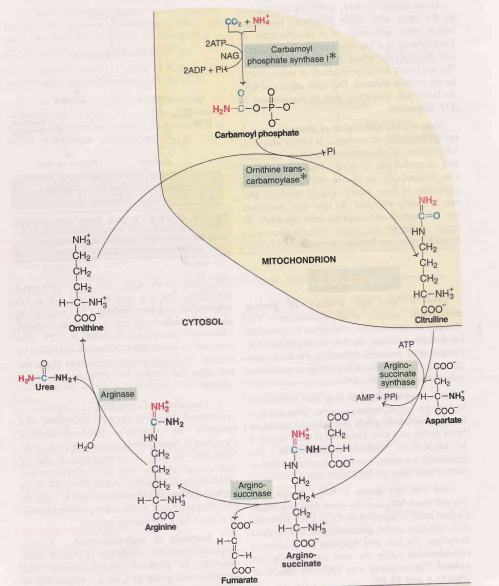 CO2 + NH4+
2ATP
NAG
2ADP + Pi
Carbamoyl
phosphate synthase I*
O
H2N–C–O–P–O−
O
O−
Carbamoyl phosphate
Pi
Ornithine trans-
carbamoylase*
MITOCHONDRION
CYTOSOL
NH2
C=O
HN
CH2
CH2
CH2
HC–NH3+
COO−
Citrulline
NH3+
CH2
CH2
CH2
H–C–NH3+
COO−
Ornithine
ATP
Argino-
succinate
synthase
AMP + PPi
COO−
CH2
H–C–NH3+
COO−
Aspartate
O
H2N–C–NH2
Urea
Arginase
H2O
NH2+
C–NH2
HN
CH2
CH2
CH2
H–C–NH3+
COO−
Arginine
Argino-
succinase
COO−
NH2+
CH2
C–NH–C–H
HN
COO−
CH2
CH2
CH2
H–C–NH3+
COO−
Argino-
succinate
COO−
H–C
C–H
COO−
Fumarate